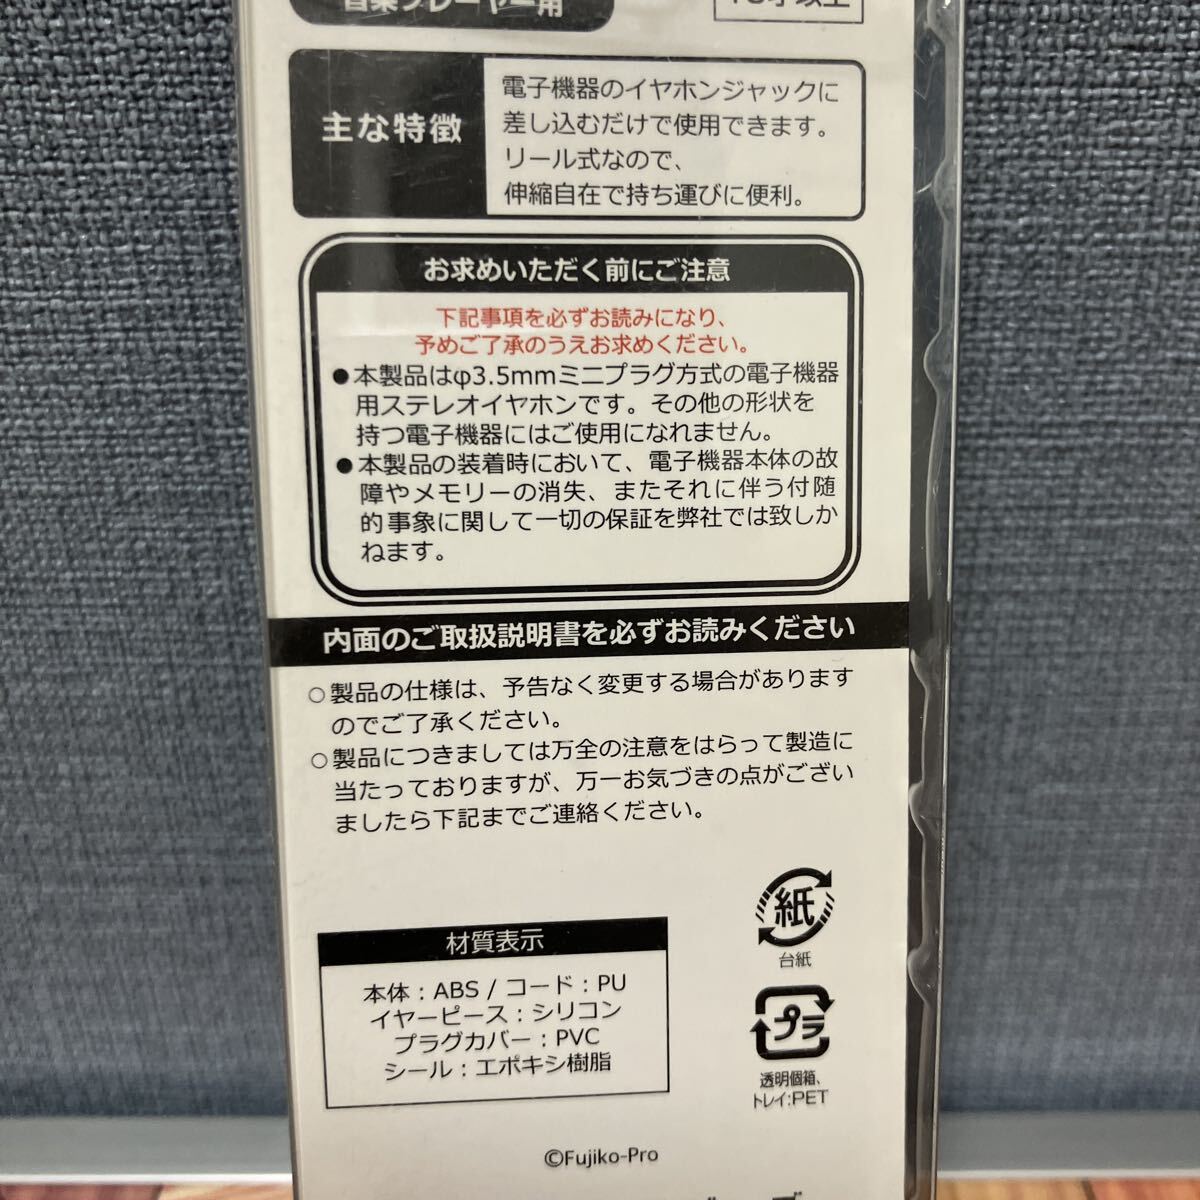 音楽プレーヤー用
主な特徴
電子機器のイヤホンジャックに
差し込むだけで使用できます。
リール式なので、
伸縮自在で持ち運びに便利。
お求めいただく前にご注意
下記事項を必ずお読みになり、
予めご了承のうえお求めください。
●本製品はφ3.5mmミニプラグ方式の電子機器
用ステレオイヤホンです。その他の形状を
持つ電子機器にはご使用になれません。
●本製品の装着時において、電子機器本体の故
障やメモリーの消失、またそれに伴う付随
的事象に関して一切の保証を弊社では致しか
ねます。
内面のご取扱説明書を必ずお読みください
○製品の仕様は、予告なく変更する場合があります
のでご了承ください。
○製品につきましては万全の注意をはらって製造に
当たっておりますが、万一お気づきの点がござい
ましたら下記までご連絡ください。
紙
台紙
材質表示
本体：ABS / コード：PU
イヤーピース：シリコン
プラグカバー：PVC
シール：エポキシ樹脂
プラ
透明個箱、
トレイ:PET
©Fujiko-Pro